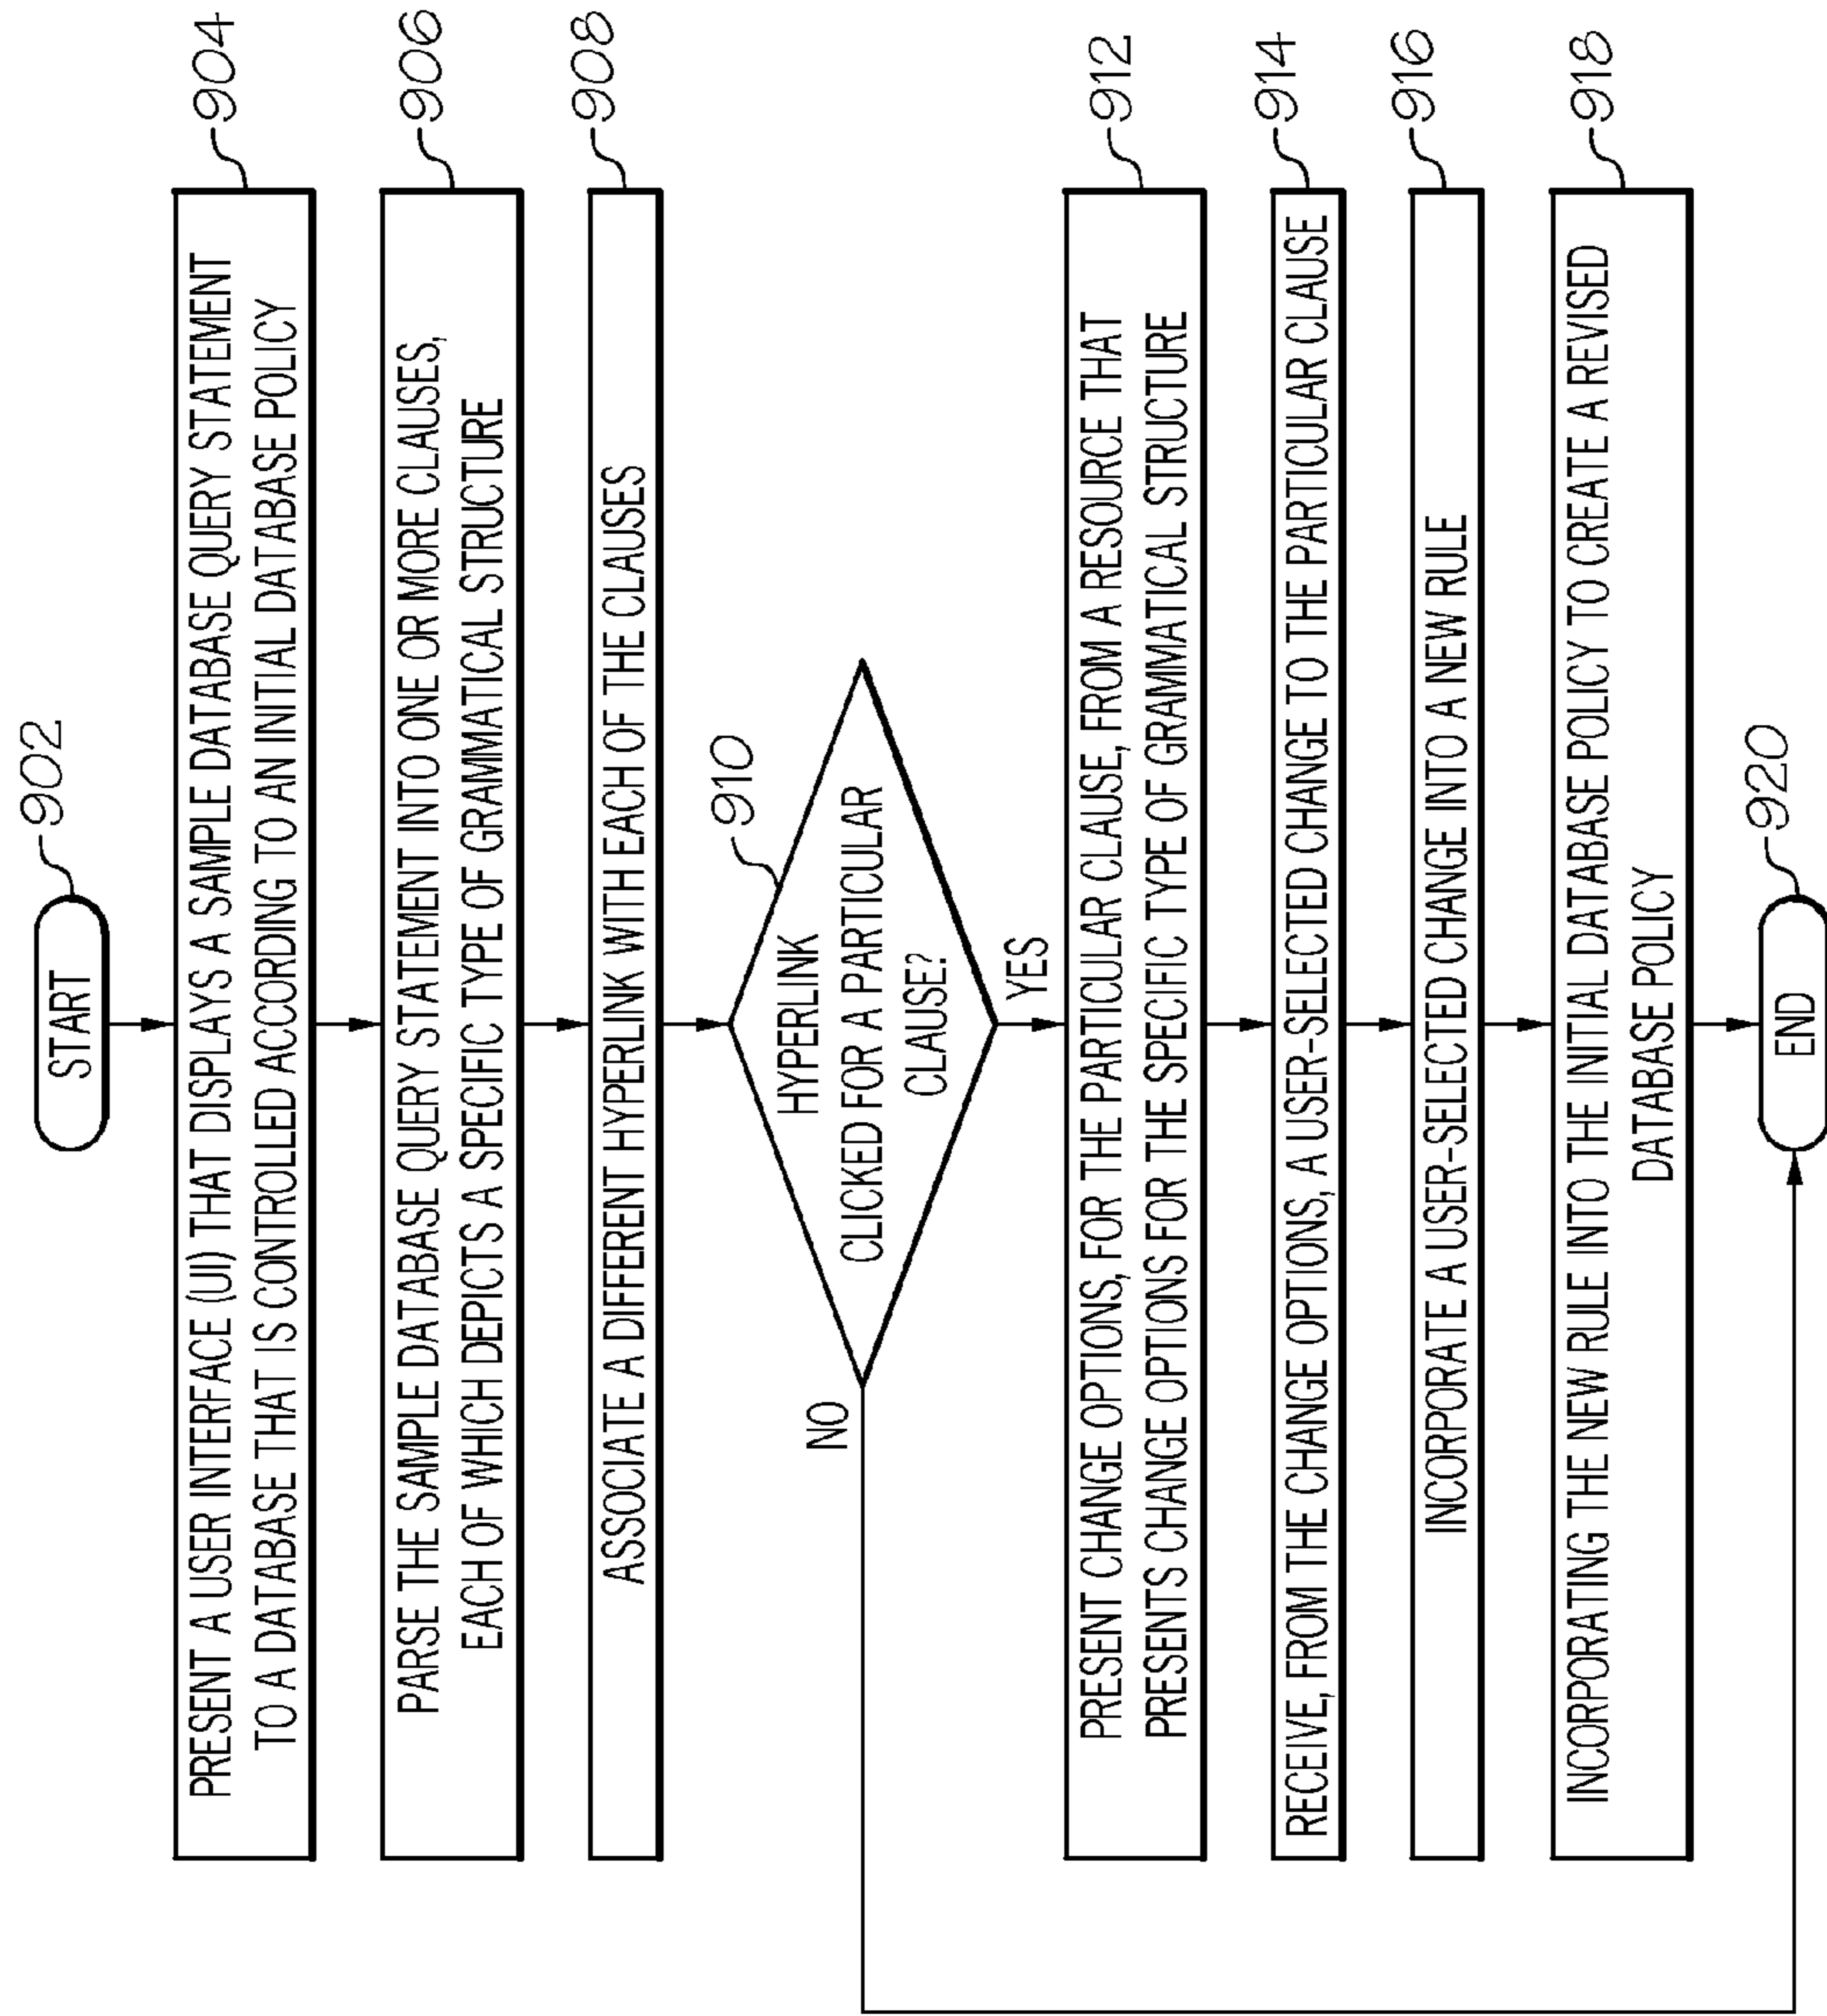 START
902
PRESENT A USER INTERFACE (UI) THAT DISPLAYS A SAMPLE DATABASE QUERY STATEMENT
TO A DATABASE THAT IS CONTROLLED ACCORDING TO AN INITIAL DATABASE POLICY
904
PARSE THE SAMPLE DATABASE QUERY STATEMENT INTO ONE OR MORE CLAUSES,
EACH OF WHICH DEPICTS A SPECIFIC TYPE OF GRAMMATICAL STRUCTURE
906
ASSOCIATE A DIFFERENT HYPERLINK WITH EACH OF THE CLAUSES
908
HYPERLINK
CLICKED FOR A PARTICULAR
CLAUSE?
910
NO
YES
PRESENT CHANGE OPTIONS, FOR THE PARTICULAR CLAUSE, FROM A RESOURCE THAT
PRESENTS CHANGE OPTIONS FOR THE SPECIFIC TYPE OF GRAMMATICAL STRUCTURE
912
RECEIVE, FROM THE CHANGE OPTIONS, A USER-SELECTED CHANGE TO THE PARTICULAR CLAUSE
914
INCORPORATE A USER-SELECTED CHANGE INTO A NEW RULE
916
INCORPORATING THE NEW RULE INTO THE INITIAL DATABASE POLICY TO CREATE A REVISED
DATABASE POLICY
918
END
920